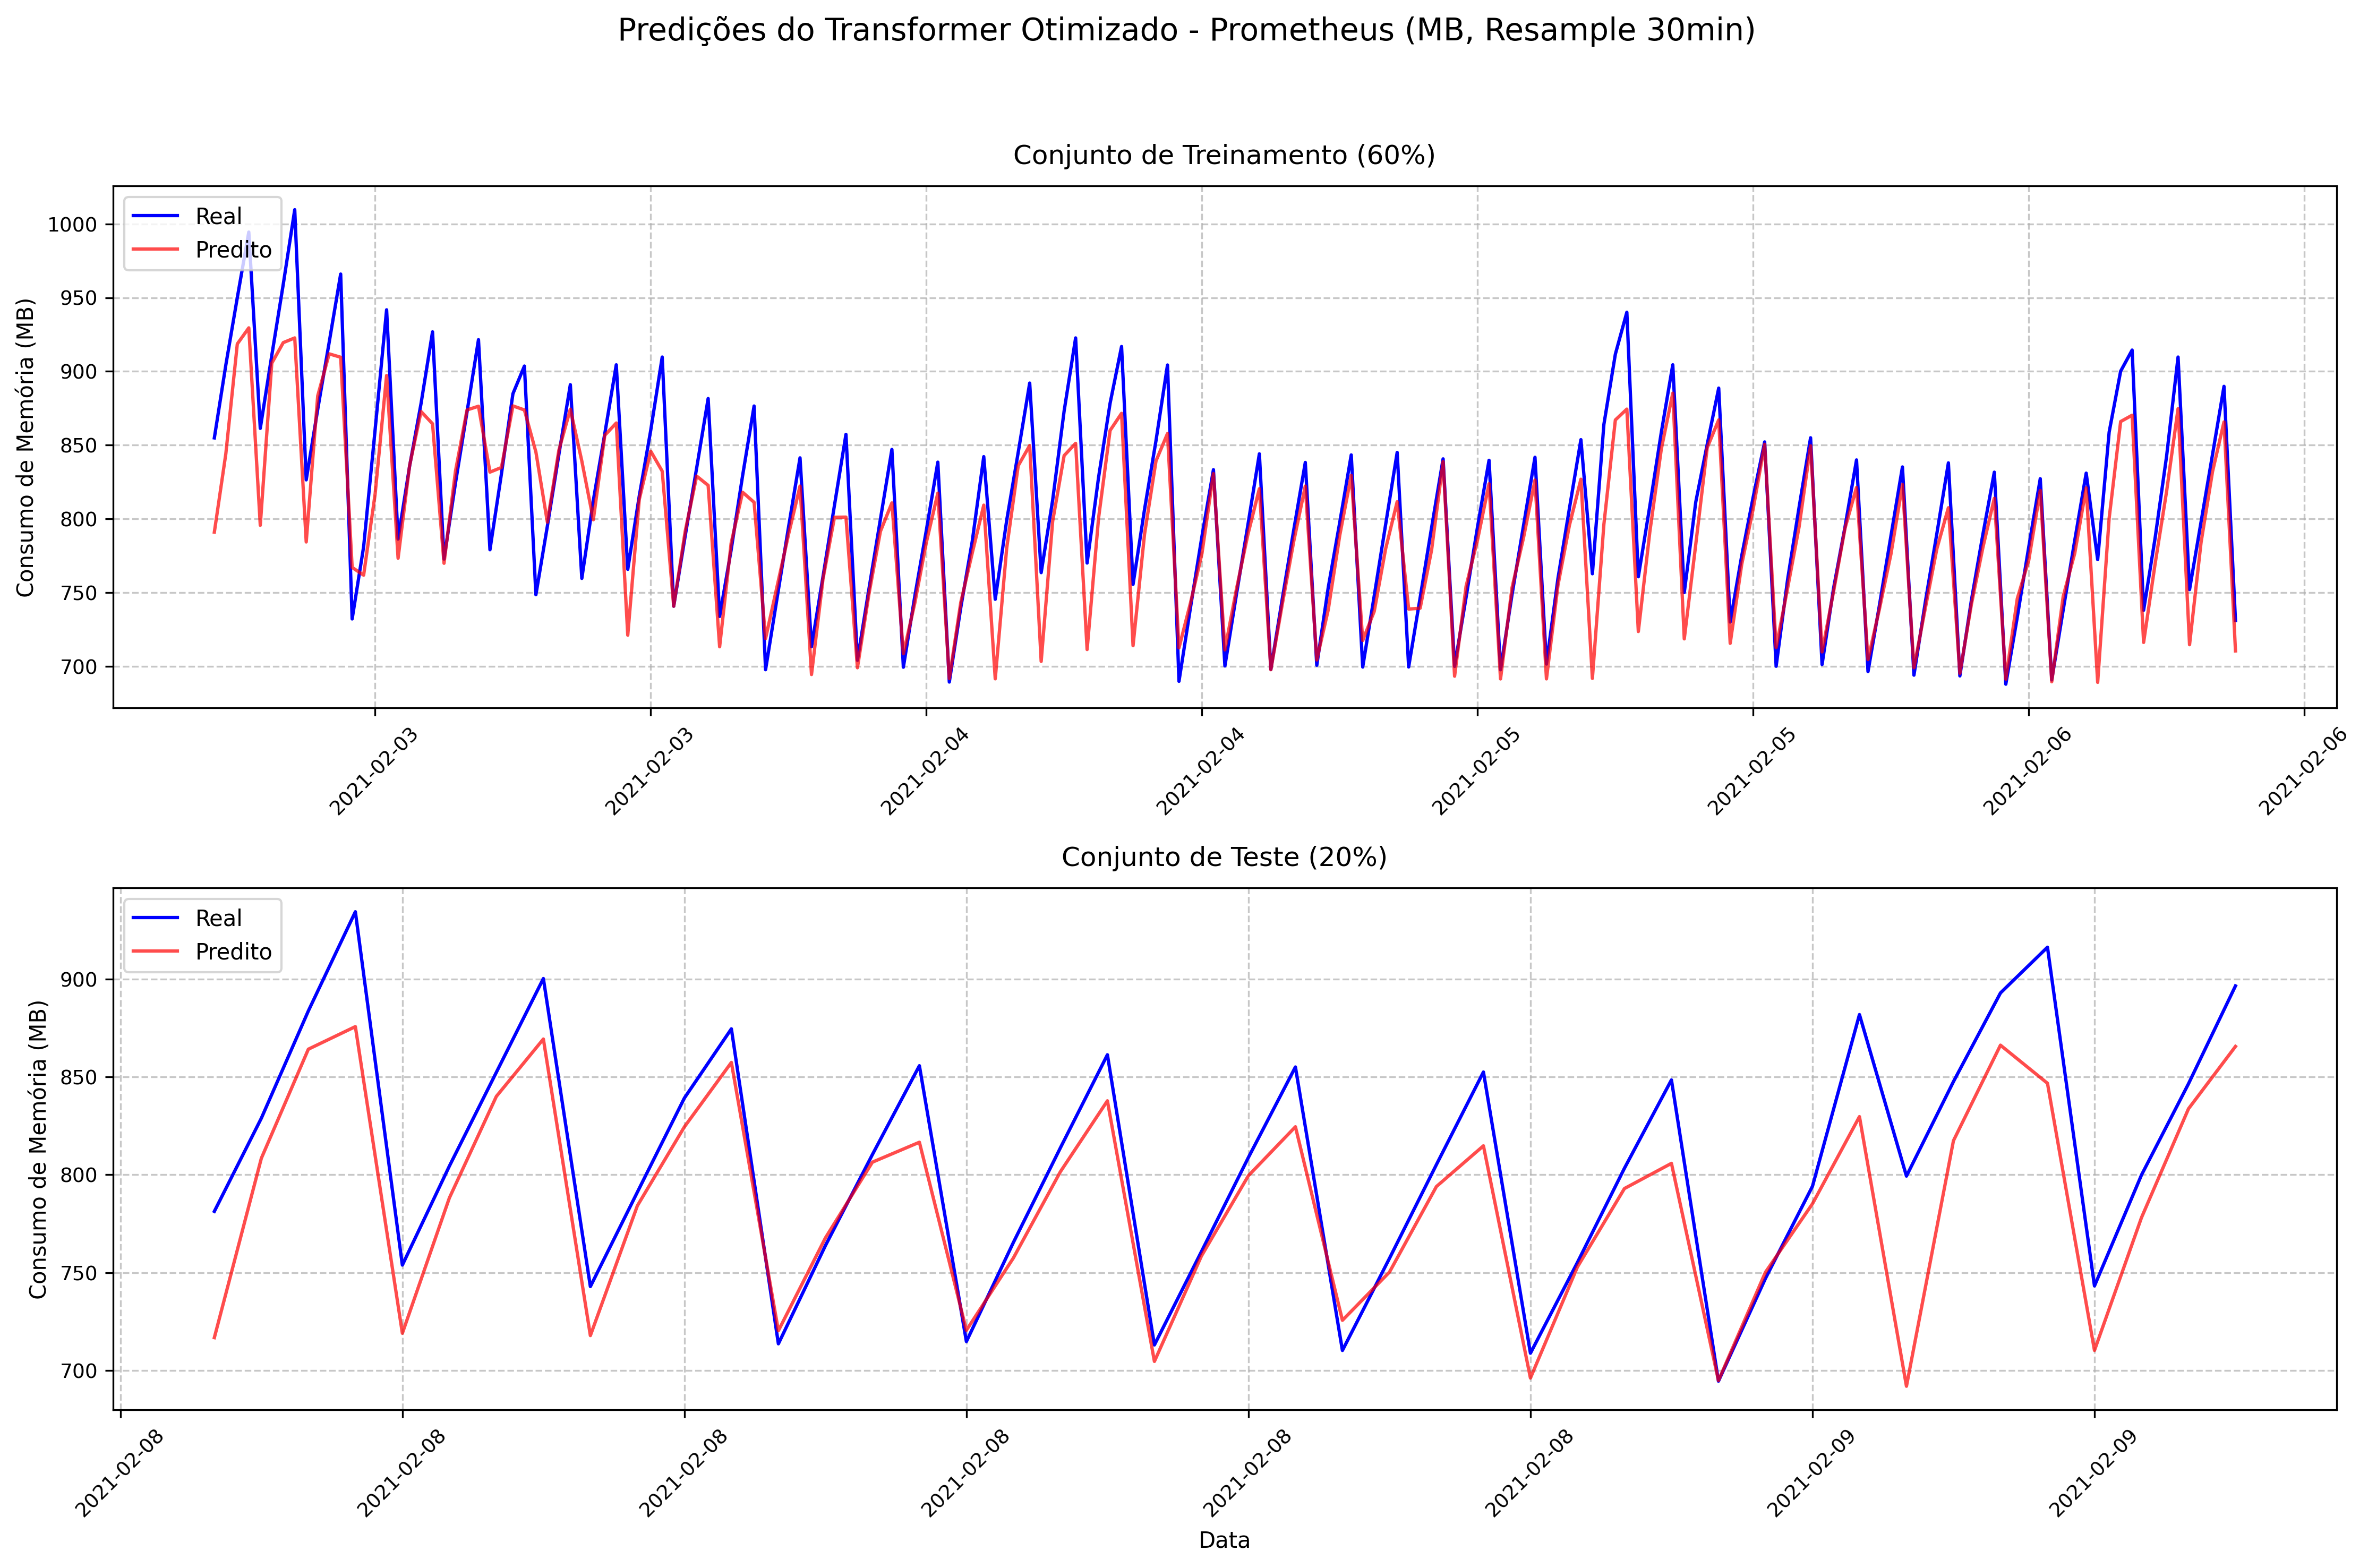 Predições do Transformer Otimizado - Prometheus (MB, Resample 30min)
Conjunto de Treinamento (60%)
Real
Predito
Consumo de Memória (MB)
1000
950
900
850
800
750
700
2021-02-03
2021-02-03
2021-02-04
2021-02-04
2021-02-05
2021-02-05
2021-02-06
2021-02-06
Conjunto de Teste (20%)
Real
Predito
Consumo de Memória (MB)
900
850
800
750
700
2021-02-08
2021-02-08
2021-02-08
2021-02-08
2021-02-08
2021-02-08
2021-02-09
2021-02-09
Data